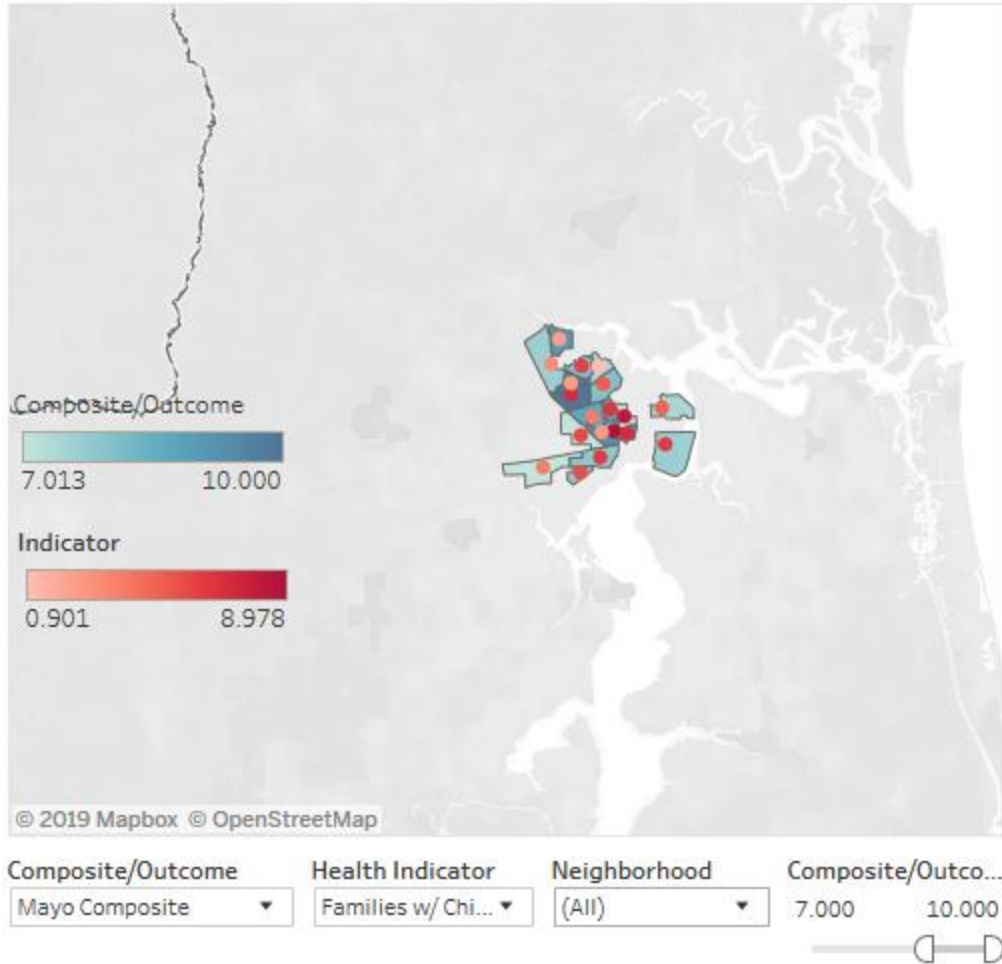 Composite/Outcome
7.013 10.000
Indicator
0.901 8.978
© 2019 Mapbox © OpenStreetMap
Composite/Outcome Health Indicator Neighborhood Composite/Outco...
Mayo Composite Families w/ Chi... (All) 7.000 10.000